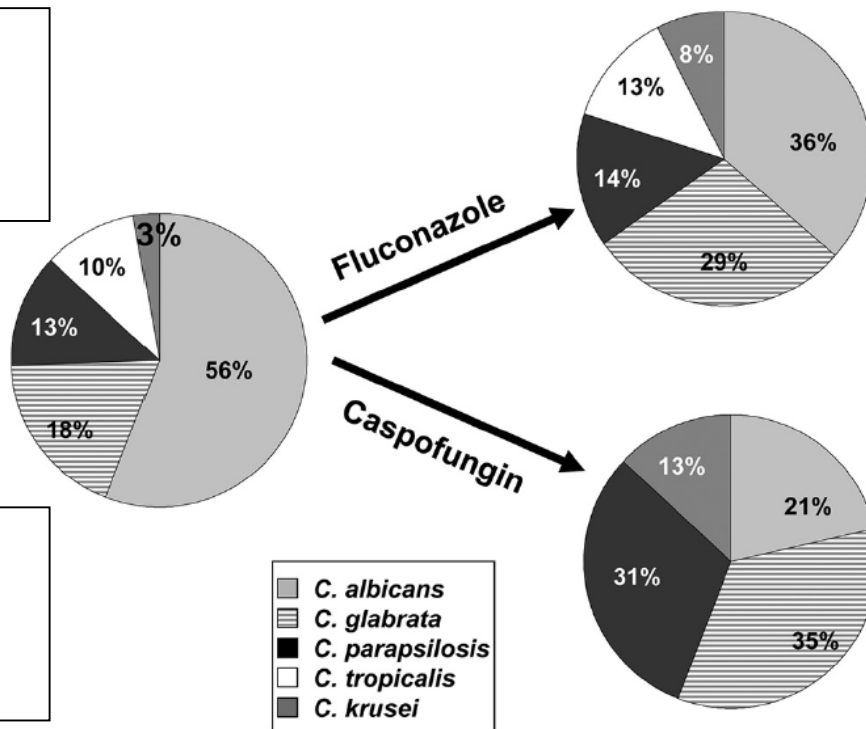 8%
13%
36%
14%
29%
Fluconazole
3%
10%
13%
56%
18%
Caspofungin
13%
21%
31%
35%
C. albicans
C. glabrata
C. parapsilosis
C. tropicalis
C. krusei